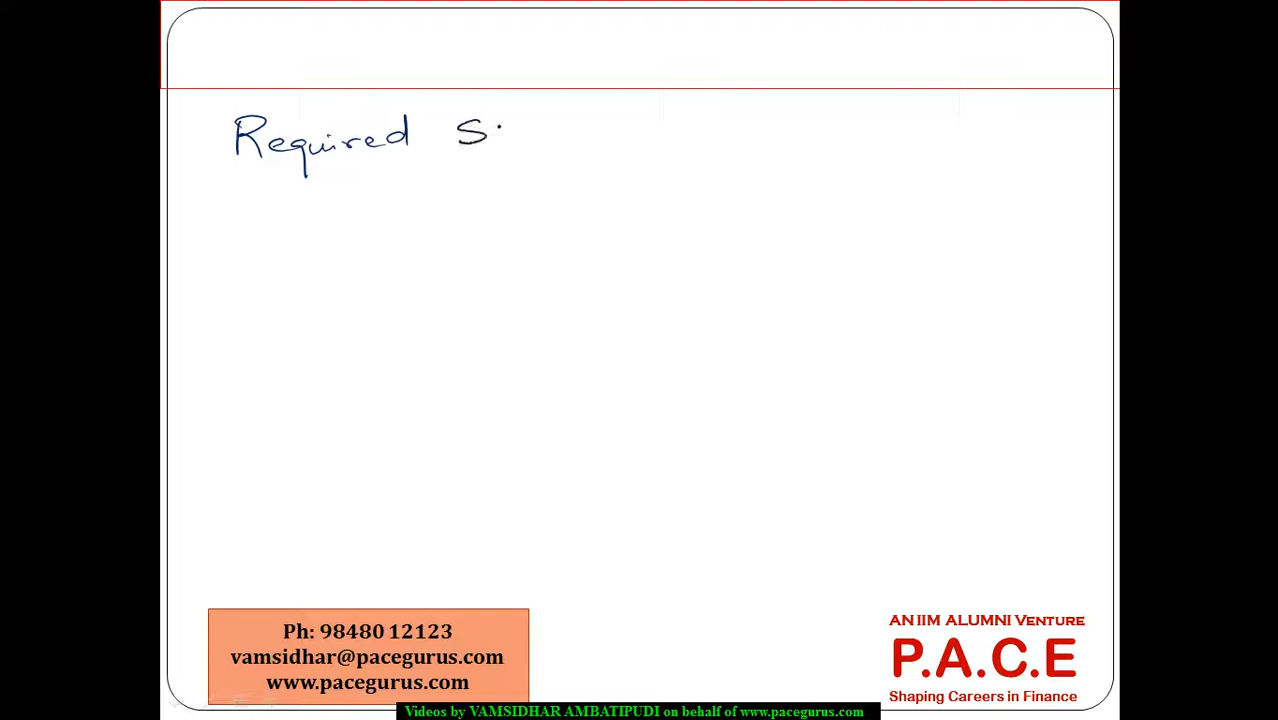 Required S
Ph: 98480 12123
vamsidhar@pacegurus.com
www.pacegurus.com
AN IIM ALUMNI VENTURE
P.A.C.E
Shaping Careers in Finance
Videos by VAMSIDHAR AMBATIPUDI on behalf of www.pacegurus.com